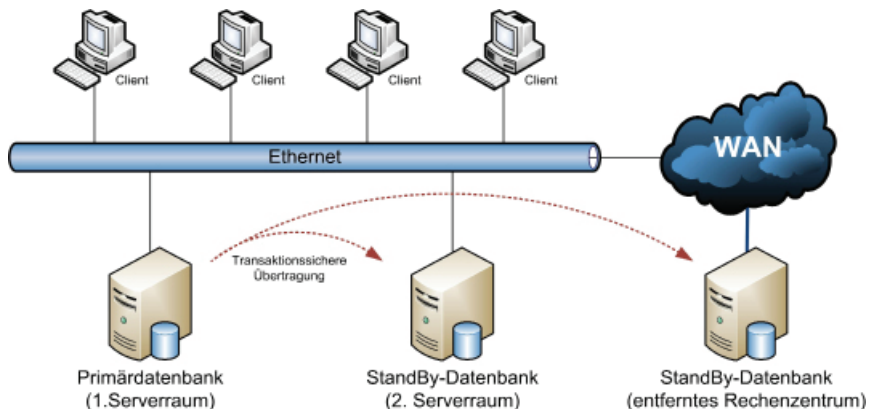 Client
Client
Client
Client
Ethernet
WAN
Transaktionssichere
Übertragung
Primärdatenbank
(1.Serverraum)
StandBy-Datenbank
(2. Serverraum)
StandBy-Datenbank
(entferntes Rechenzentrum)